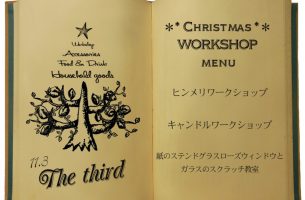 Workshop
Accessories
Food & Drink
Household goods
11.3
The third
** CHRISTMAS **
WORKSHOP
MENU
ヒンメリワークショップ
キャンドルワークショップ
紙のステンドグラスローズウィンドウと
ガラスのスクラッチ教室